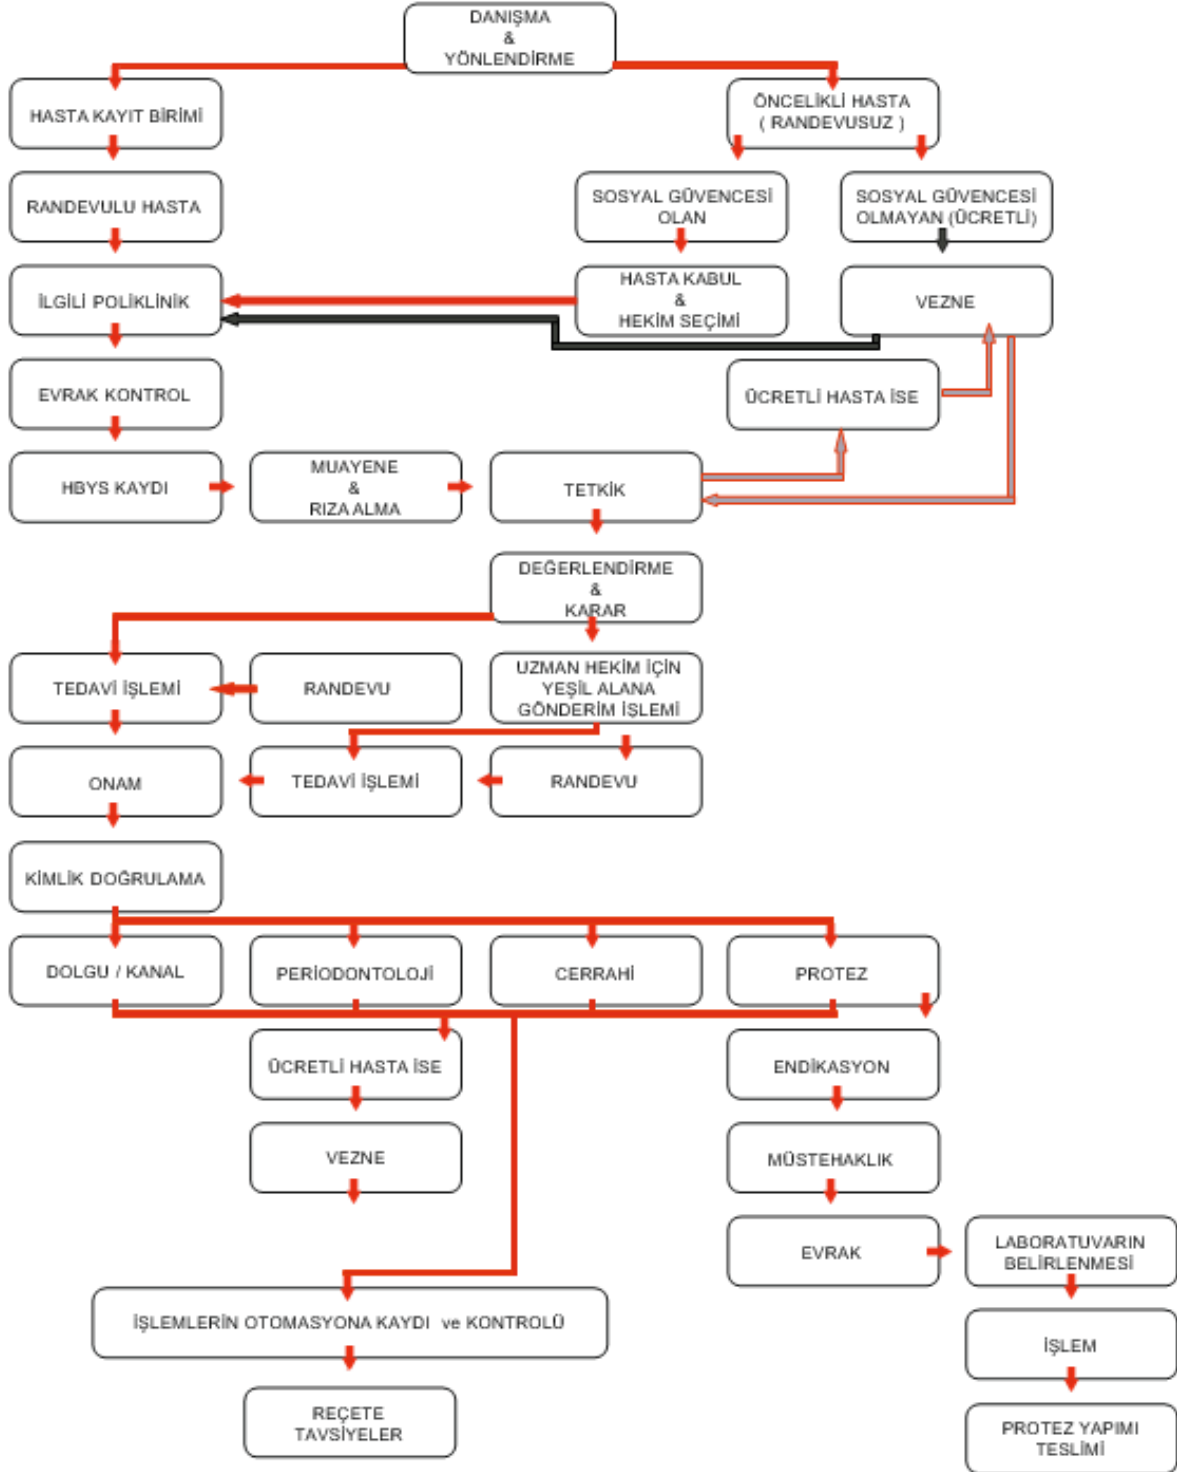 DANIŞMA
&
YÖNLENDİRME
HASTA KAYIT BİRİMİ
ÖNCELİKLİ HASTA
( RANDEVUSUZ )
RANDEVULU HASTA
SOSYAL GÜVENCESİ
OLAN
SOSYAL GÜVENCESİ
OLMAYAN (ÜCRETLİ)
İLGİLİ POLİKLİNİK
HASTA KABUL
&
HEKİM SEÇİMİ
VEZNE
EVRAK KONTROL
ÜCRETLİ HASTA İSE
HBYS KAYDI
MUAYENE
&
RIZA ALMA
TETKİK
DEĞERLENDİRME
&
KARAR
TEDAVİ İŞLEMİ
RANDEVU
UZMAN HEKİM İÇİN
YEŞİL ALANA
GÖNDERİM İŞLEMİ
ONAM
TEDAVİ İŞLEMİ
RANDEVU
KİMLİK DOĞRULAMA
DOLGU / KANAL
PERİODONTOLOJİ
CERRAHİ
PROTEZ
ÜCRETLİ HASTA İSE
ENDİKASYON
VEZNE
MÜSTEHAKLIK
EVRAK
LABORATUVARIN
BELİRLENMESİ
İŞLEMLERİN OTOMASYONA KAYDI ve KONTROLÜ
İŞLEM
REÇETE
TAVSİYELER
PROTEZ YAPIMI
TESLİMİ